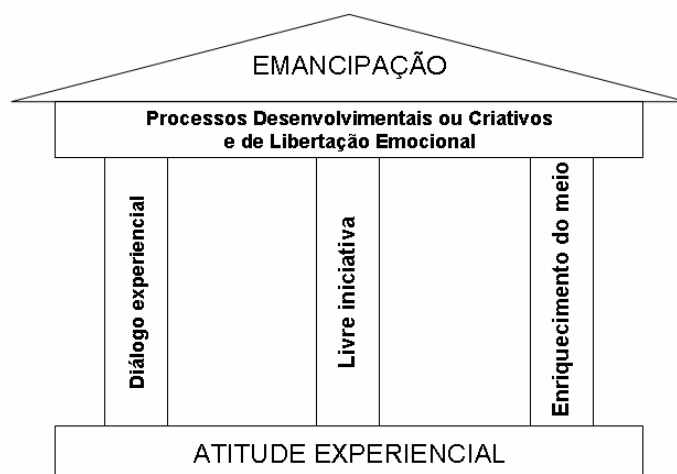 EMANCIPAÇÃO
Processos Desenvolvimentais ou Criativos
e de Libertação Emocional
Diálogo experiencial
Livre iniciativa
Enriquecimento do meio
ATITUDE EXPERIENCIAL